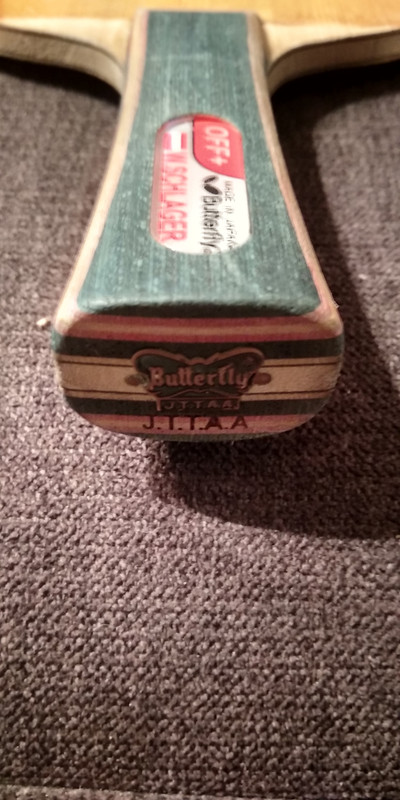 OFF+
MADE IN JAPAN
Butterfly
W.SCHLAGER
Butterfly
J.T.T.A.A
J.T.T.A.A